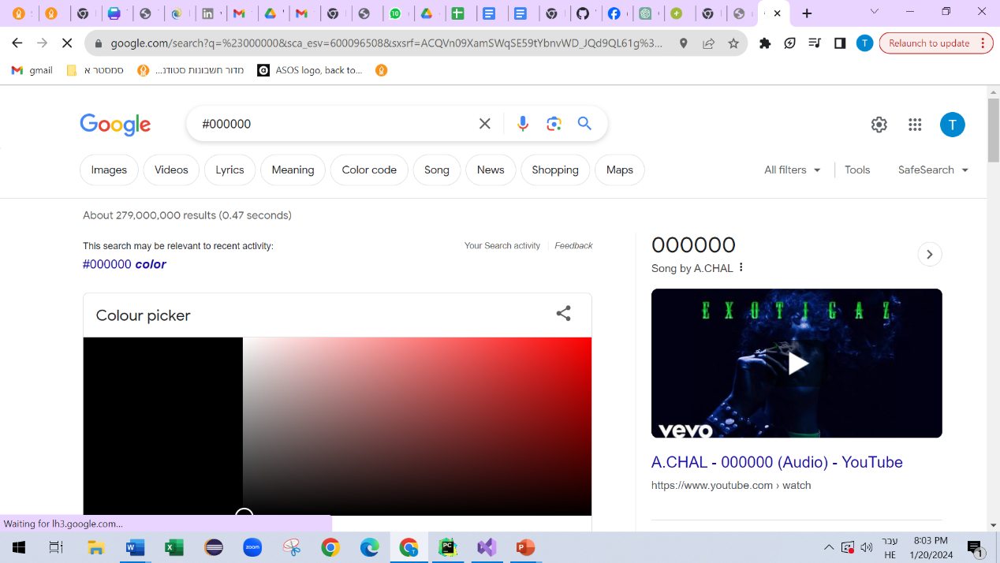 google.com/search?q=%23000000&sca_esv=600096508&sxsrf=ACQVn09XamSWqSE59tYbnvWD_JQd9QL61g%3...
T
Relaunch to update
gmail
סמסטר א
מדור חשבונות סטודנ...
ASOS logo, back to...
Google
#000000
T
Images
Videos
Lyrics
Meaning
Color code
Song
News
Shopping
Maps
All filters
Tools
SafeSearch
About 279,000,000 results (0.47 seconds)
This search may be relevant to recent activity:
Your Search activity
Feedback
#000000 color
Colour picker
000000
Song by A.CHAL
EXOTIGAZ
vevo
A.CHAL - 000000 (Audio) - YouTube
https://www.youtube.com › watch
Waiting for lh3.google.com...
zoom
עבר
HE
8:03 PM
1/20/2024
1